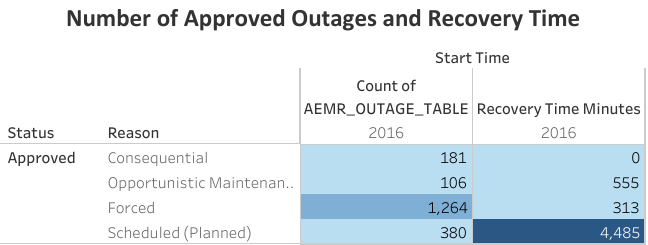 Number of Approved Outages and Recovery Time
Start Time
Count of
AEMR_OUTAGE_TABLE Recovery Time Minutes
Status Reason 2016 2016
Approved Consequential 181 0
Opportunistic Maintenan.. 106 555
Forced 1,264 313
Scheduled (Planned) 380 4,485